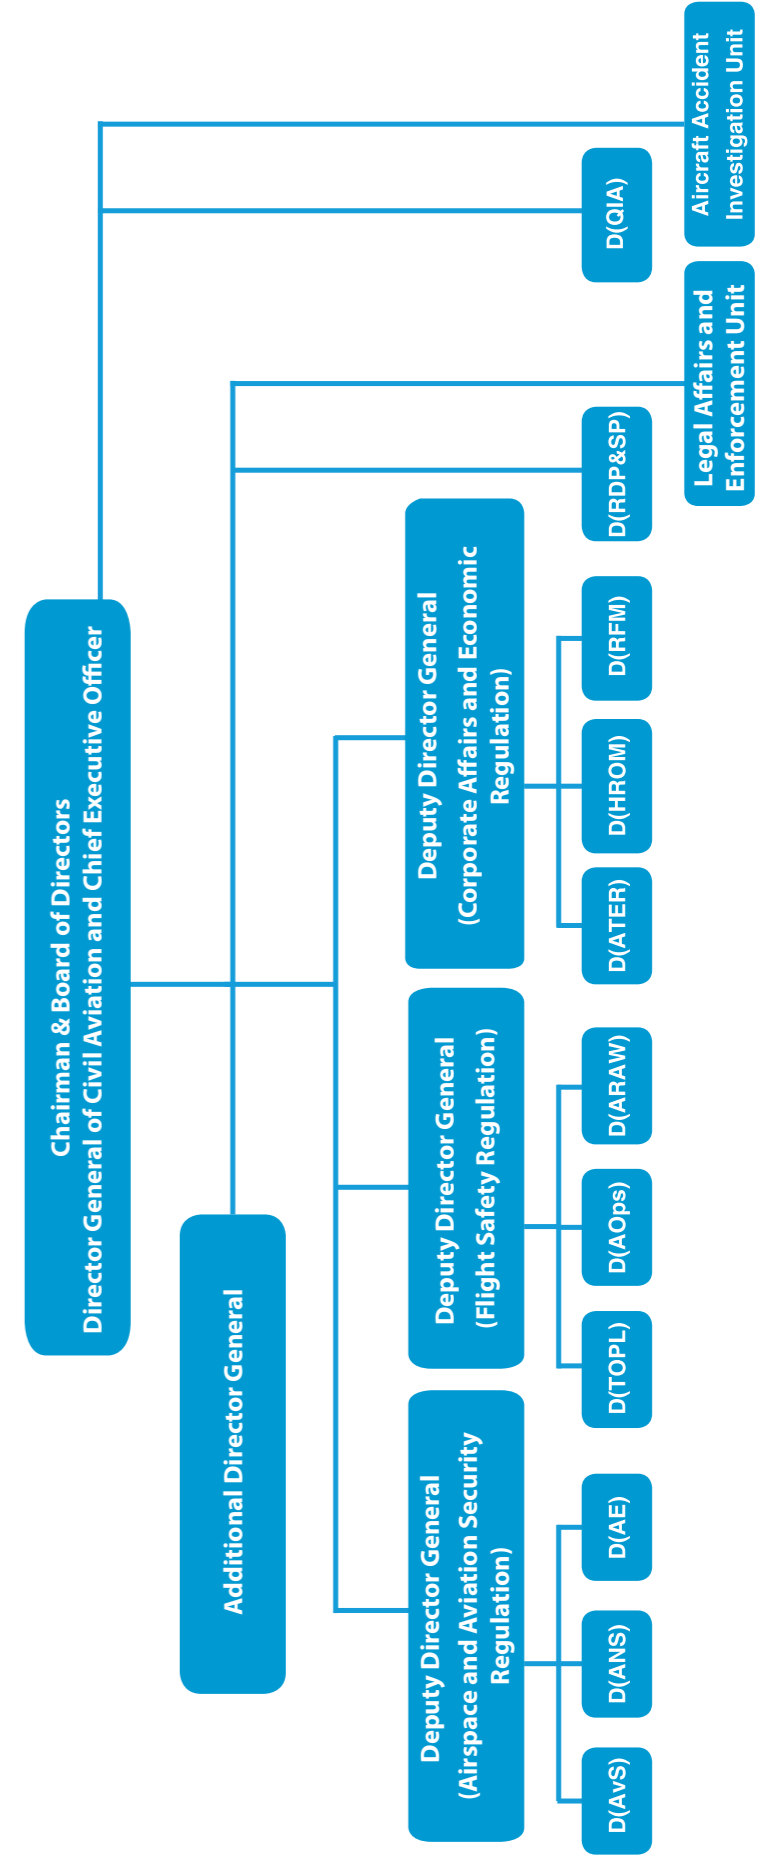 Chairman & Board of Directors
Director General of Civil Aviation and Chief Executive Officer
Additional Director General
Deputy Director General
(Airspace and Aviation Security
Regulation)
Deputy Director General
(Flight Safety Regulation)
Deputy Director General
(Corporate Affairs and Economic
Regulation)
D(AvS)
D(ANS)
D(AE)
D(TOPL)
D(AOps)
D(ARAW)
D(ATER)
D(HROM)
D(RFM)
D(RDP&SP)
D(QIA)
Legal Affairs and
Enforcement Unit
Aircraft Accident
Investigation Unit